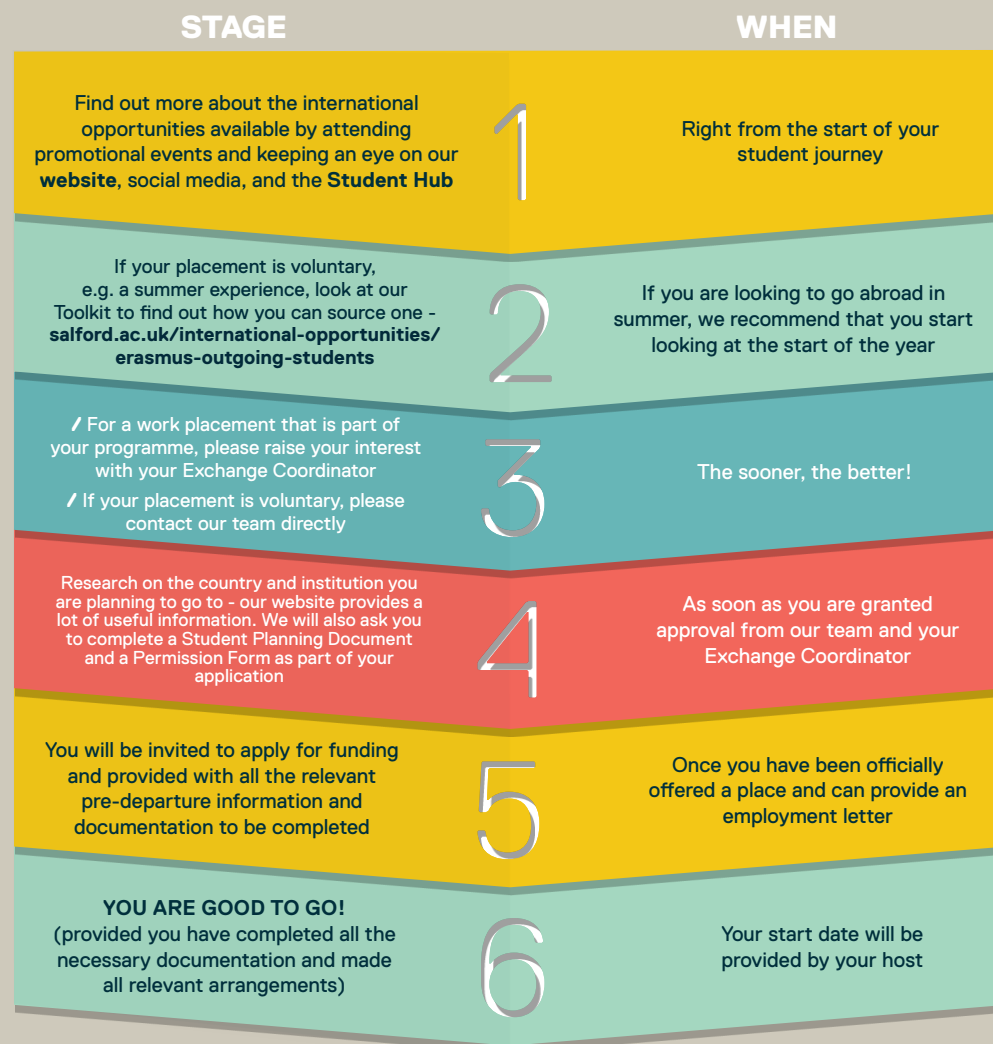 STAGE
WHEN
Find out more about the international
opportunities available by attending
promotional events and keeping an eye on our
website, social media, and the Student Hub
1
Right from the start of your
student journey
If your placement is voluntary,
e.g. a summer experience, look at our
Toolkit to find out how you can source one -
salford.ac.uk/international-opportunities/
erasmus-outgoing-students
2
If you are looking to go abroad in
summer, we recommend that you start
looking at the start of the year
/ For a work placement that is part of
your programme, please raise your interest
with your Exchange Coordinator
/ If your placement is voluntary, please
contact our team directly
3
The sooner, the better!
Research on the country and institution you
are planning to go to - our website provides a
lot of useful information. We will also ask you
to complete a Student Planning Document
and a Permission Form as part of your
application
4
As soon as you are granted
approval from our team and your
Exchange Coordinator
You will be invited to apply for funding
and provided with all the relevant
pre-departure information and
documentation to be completed
5
Once you have been officially
offered a place and can provide an
employment letter
YOU ARE GOOD TO GO!
(provided you have completed all the
necessary documentation and made
all relevant arrangements)
6
Your start date will be
provided by your host